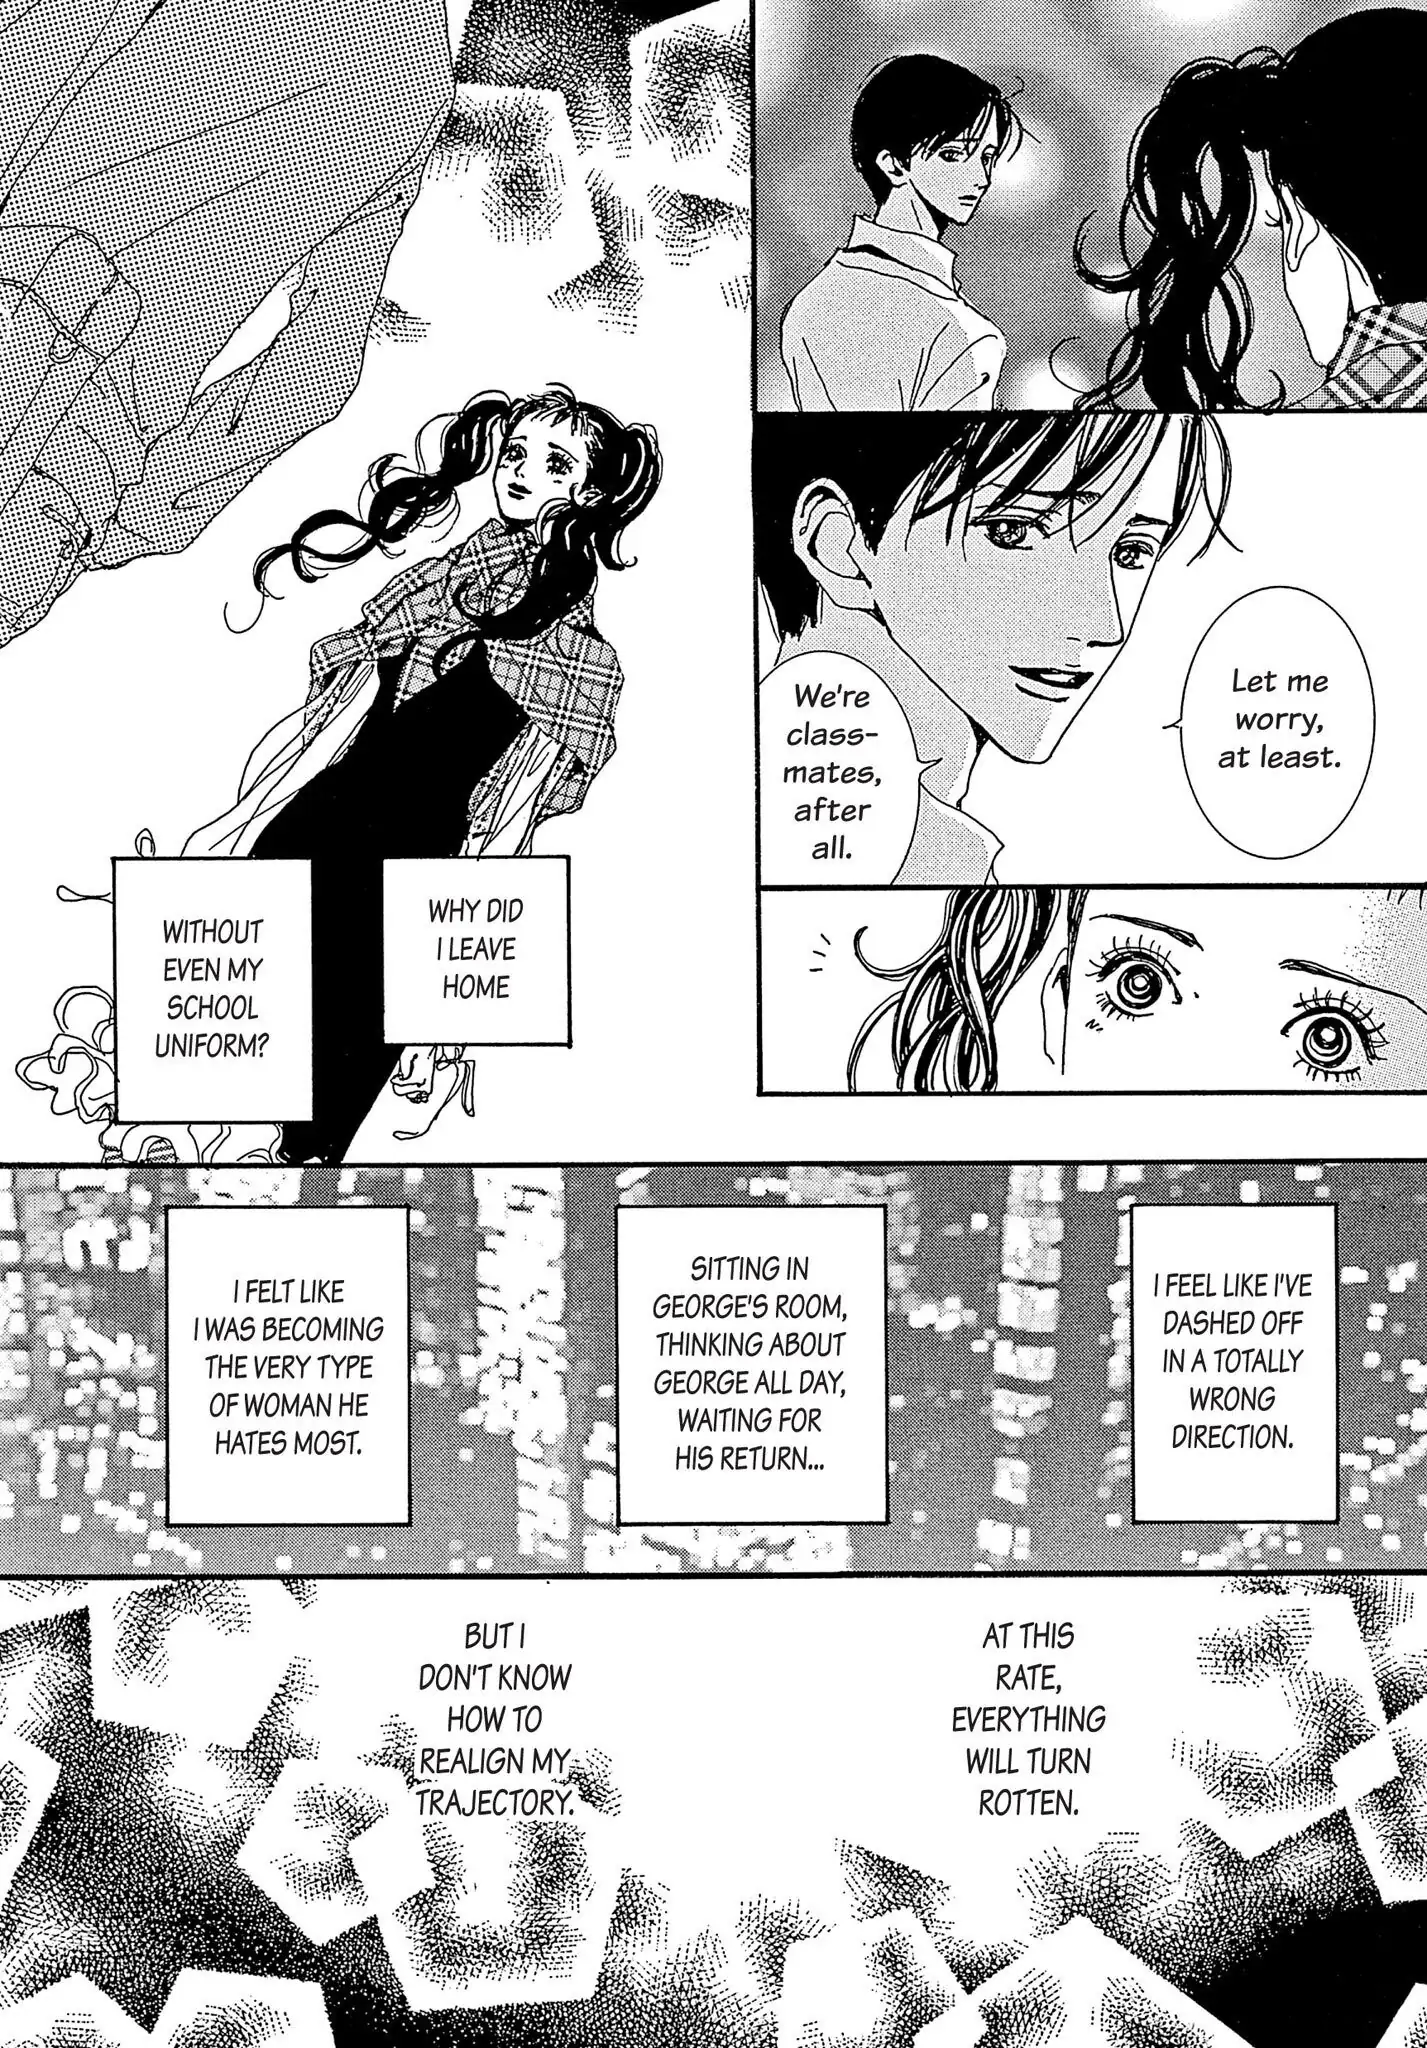 Let me
worry,
at least.
We're
class-
mates,
after
all.
WHY DID
I LEAVE
HOME
WITHOUT
EVEN MY
SCHOOL
UNIFORM?
I FEEL LIKE I'VE
DASHED OFF
IN A TOTALLY
WRONG
DIRECTION.
SITTING IN
GEORGE'S ROOM,
THINKING ABOUT
GEORGE ALL DAY,
WAITING FOR
HIS RETURN...
I FELT LIKE
I WAS BECOMING
THE VERY TYPE
OF WOMAN HE
HATES MOST.
AT THIS
RATE,
EVERYTHING
WILL TURN
ROTTEN.
BUT I
DON'T KNOW
HOW TO
REALIGN MY
TRAJECTORY.